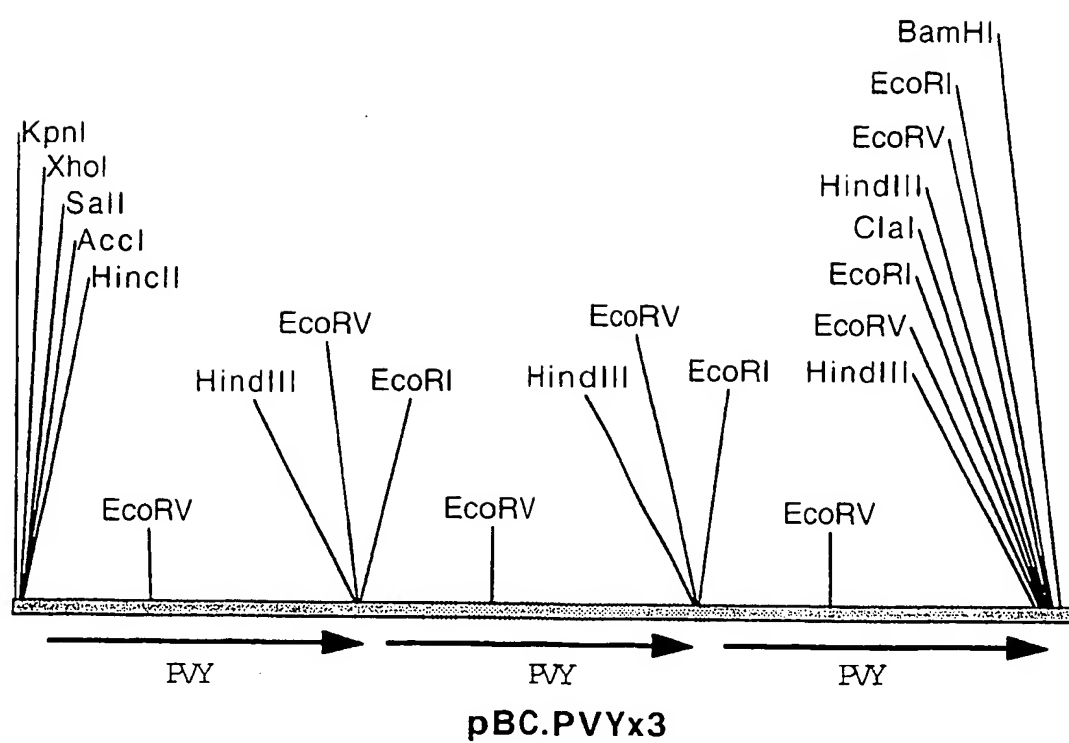 BamHI
EcoRI
EcoRV
HindIII
ClaI
EcoRI
EcoRV
HindIII
KpnI
XhoI
SalI
AccI
HincII
EcoRV
HindIII
EcoRI
EcoRV
HindIII
EcoRI
EcoRV
EcoRV
EcoRV
PVY
PVY
PVY
pBC.PVYx3